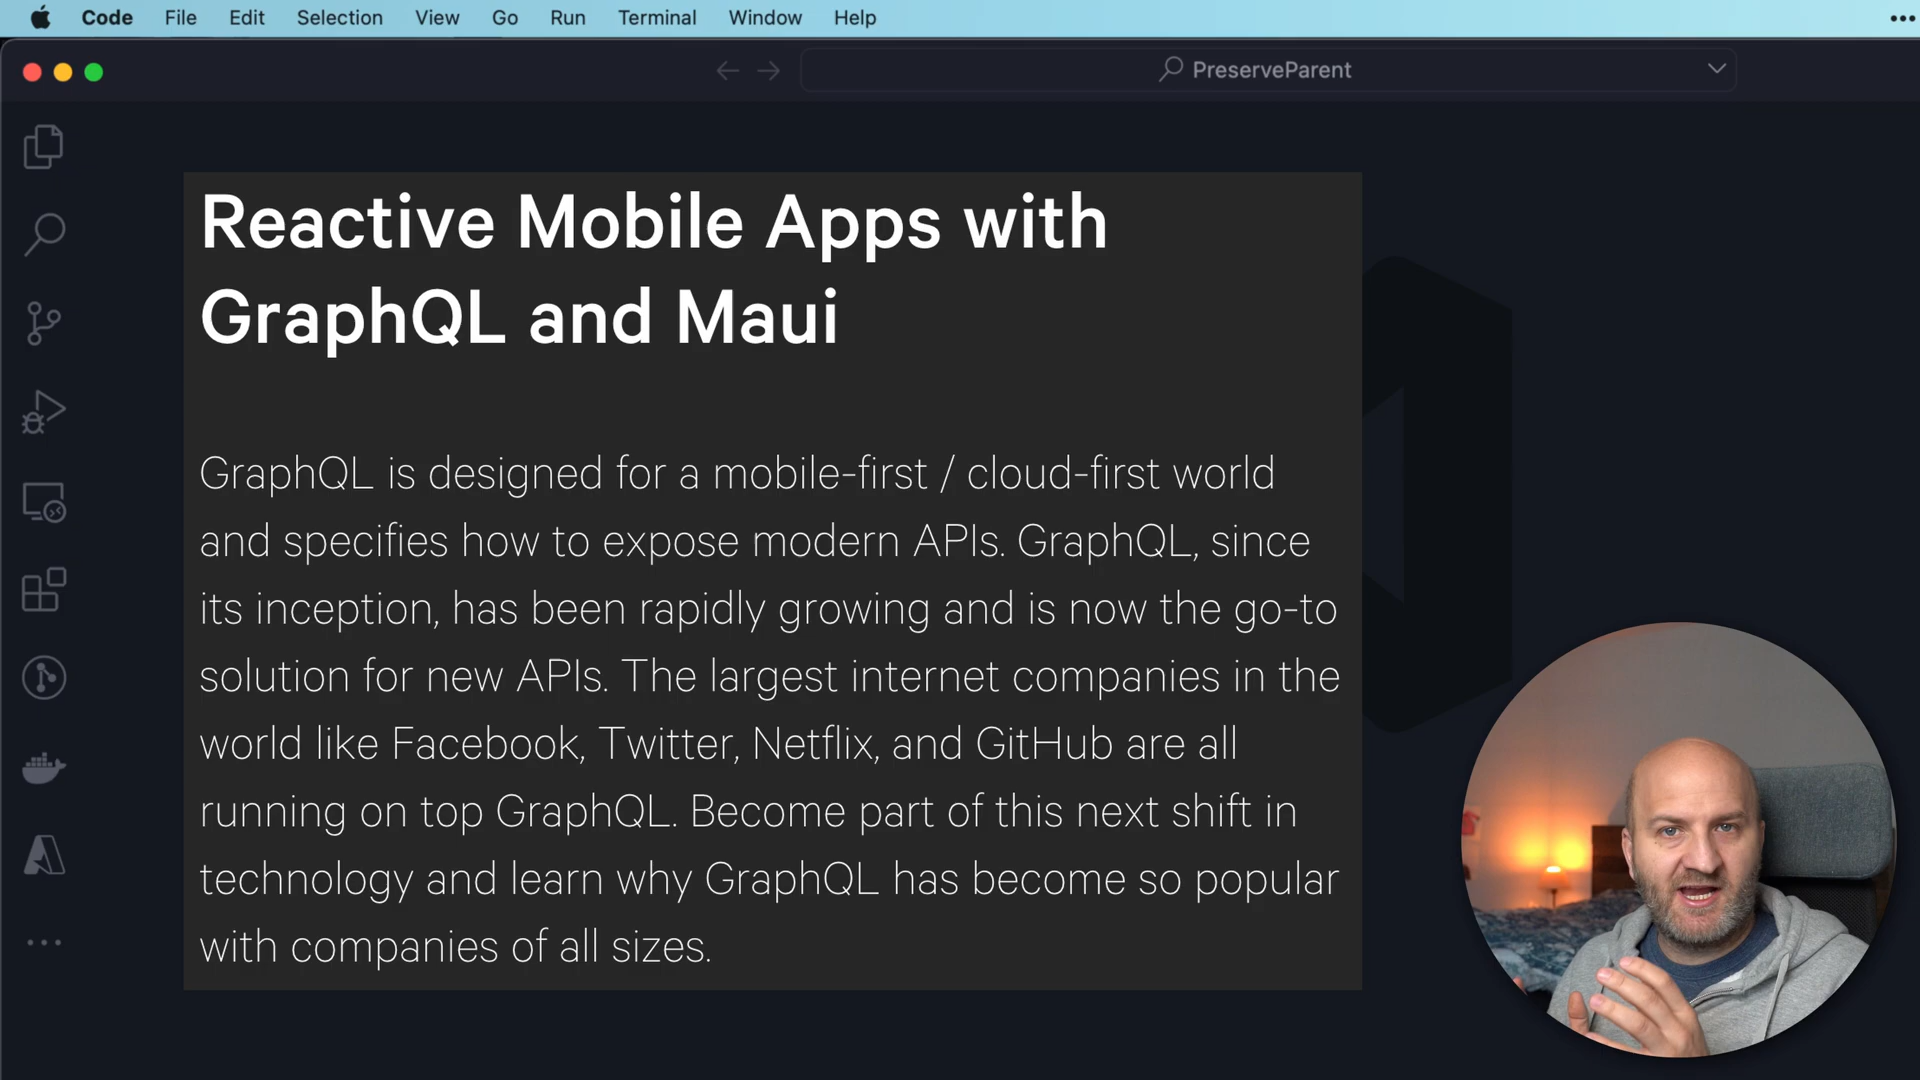 Code File Edit Selection View Go Run Terminal Window Help
PreserveParent
Reactive Mobile Apps with
GraphQL and Maui
GraphQL is designed for a mobile-first / cloud-first world
and specifies how to expose modern APIs. GraphQL, since
its inception, has been rapidly growing and is now the go-to
solution for new APIs. The largest internet companies in the
world like Facebook, Twitter, Netflix, and GitHub are all
running on top GraphQL. Become part of this next shift in
technology and learn why GraphQL has become so popular
with companies of all sizes.